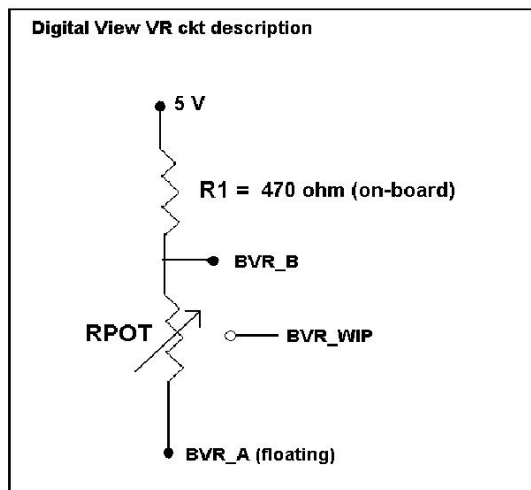 Digital View VR ckt description
5 V
R1 = 470 ohm (on-board)
BVR_B
RPOT
BVR_WIP
BVR_A (floating)